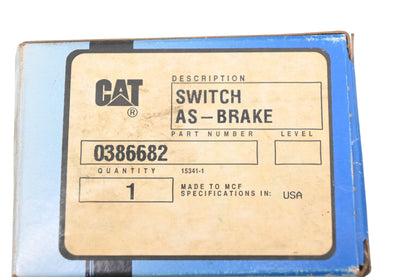 DESCRIPTION
CAT®
SWITCH
AS-BRAKE
PART NUMBER LEVEL
0386682
QUANTITY 15341-1
1
MADE TO MCF
SPECIFICATIONS IN: USA